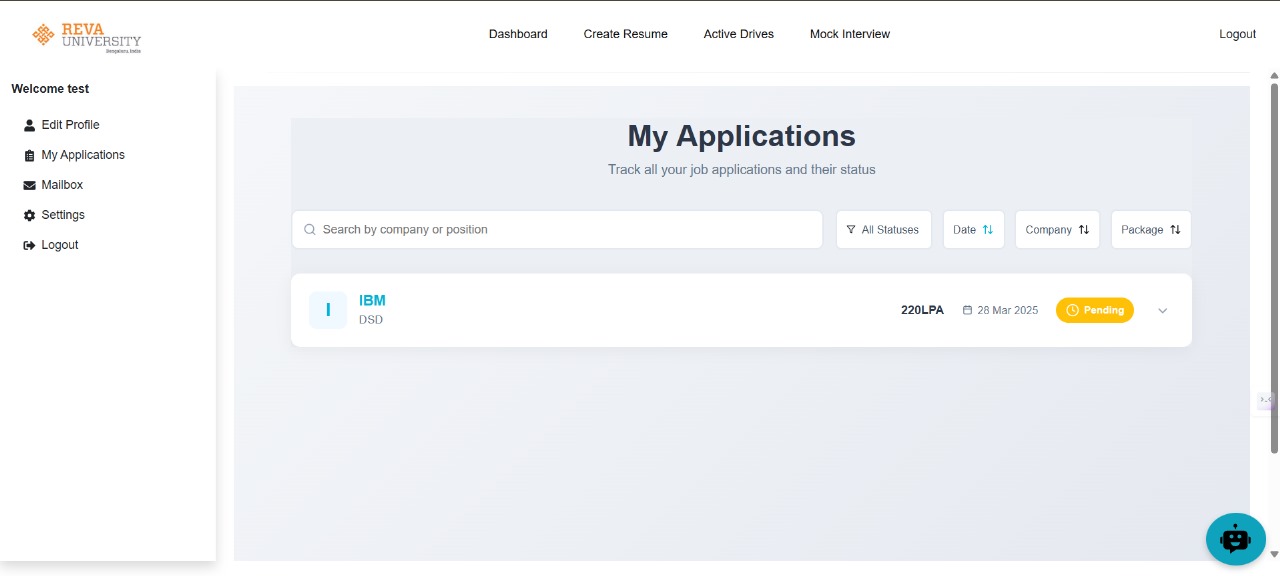 REVA
UNIVERSITY
Bengaluru, India
Dashboard
Create Resume
Active Drives
Mock Interview
Logout
Welcome test
Edit Profile
My Applications
Mailbox
Settings
Logout
My Applications
Track all your job applications and their status
Search by company or position
All Statuses
Date
Company
Package
I
IBM
DSD
220LPA
28 Mar 2025
Pending